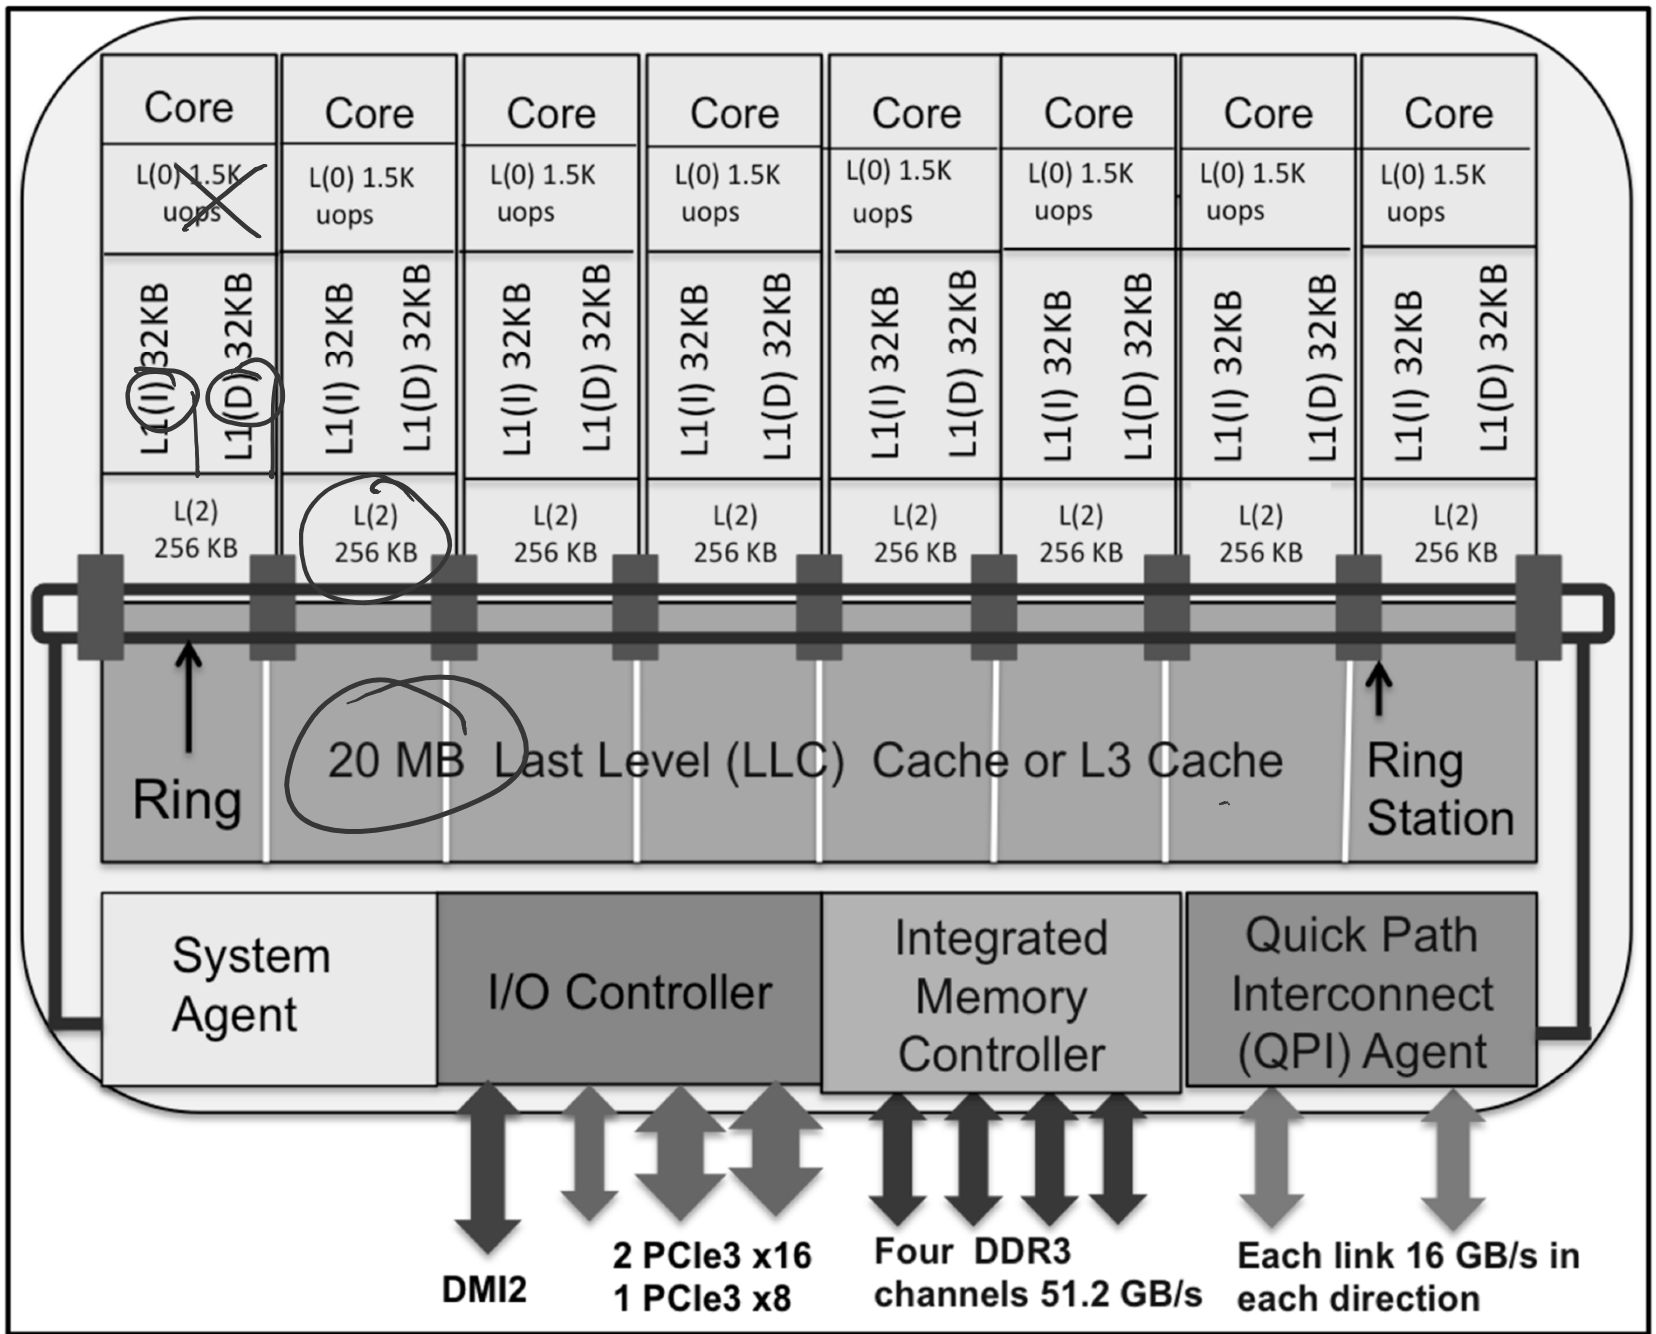 Core
Core
Core
Core
Core
Core
Core
Core
L(0) 1.5K
uops
L(0) 1.5K
uops
L(0) 1.5K
uops
L(0) 1.5K
uops
L(0) 1.5K
uops
L(0) 1.5K
uops
L(0) 1.5K
uops
L(0) 1.5K
uops
L1(I) 32KB
L1(D) 32KB
L1(I) 32KB
L1(D) 32KB
L1(I) 32KB
L1(D) 32KB
L1(I) 32KB
L1(D) 32KB
L1(I) 32KB
L1(D) 32KB
L1(I) 32KB
L1(D) 32KB
L1(I) 32KB
L1(D) 32KB
L1(I) 32KB
L1(D) 32KB
L(2)
256 KB
L(2)
256 KB
L(2)
256 KB
L(2)
256 KB
L(2)
256 KB
L(2)
256 KB
L(2)
256 KB
L(2)
256 KB
Ring
20 MB Last Level (LLC) Cache or L3 Cache
Ring
Station
System
Agent
I/O Controller
Integrated
Memory
Controller
Quick Path
Interconnect
(QPI) Agent
DMI2
2 PCIe3 x16
1 PCIe3 x8
Four DDR3
channels 51.2 GB/s
Each link 16 GB/s in
each direction